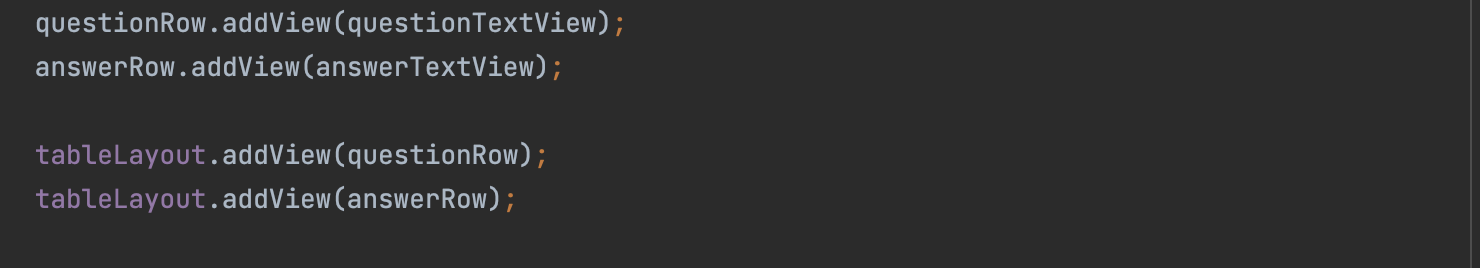 questionRow.addView(questionTextView);
answerRow.addView(answerTextView);
tableLayout.addView(questionRow);
tableLayout.addView(answerRow);